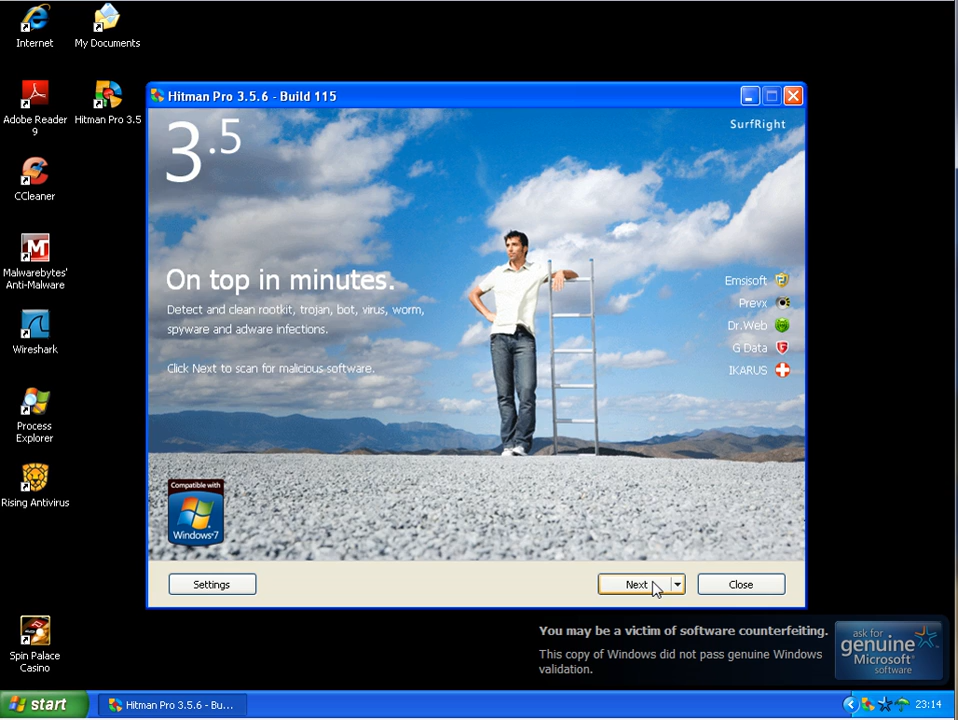 Internet
My Documents
Adobe Reader
9
Hitman Pro 3.5
CCleaner
Malwarebytes'
Anti-Malware
Wireshark
Process
Explorer
Rising Antivirus
Spin Palace
Casino
Hitman Pro 3.5.6 - Build 115
3.5
SurfRight
On top in minutes.
Detect and clean rootkit, trojan, bot, virus, worm,
spyware and adware infections.
Click Next to scan for malicious software.
Emsisoft
Prevx
Dr.Web
G Data
IKARUS
Compatible with
Windows 7
Settings
Next
Close
You may be a victim of software counterfeiting.
This copy of Windows did not pass genuine Windows
validation.
ask for
genuine
Microsoft
software
start
Hitman Pro 3.5.6 - Bu...
23:14